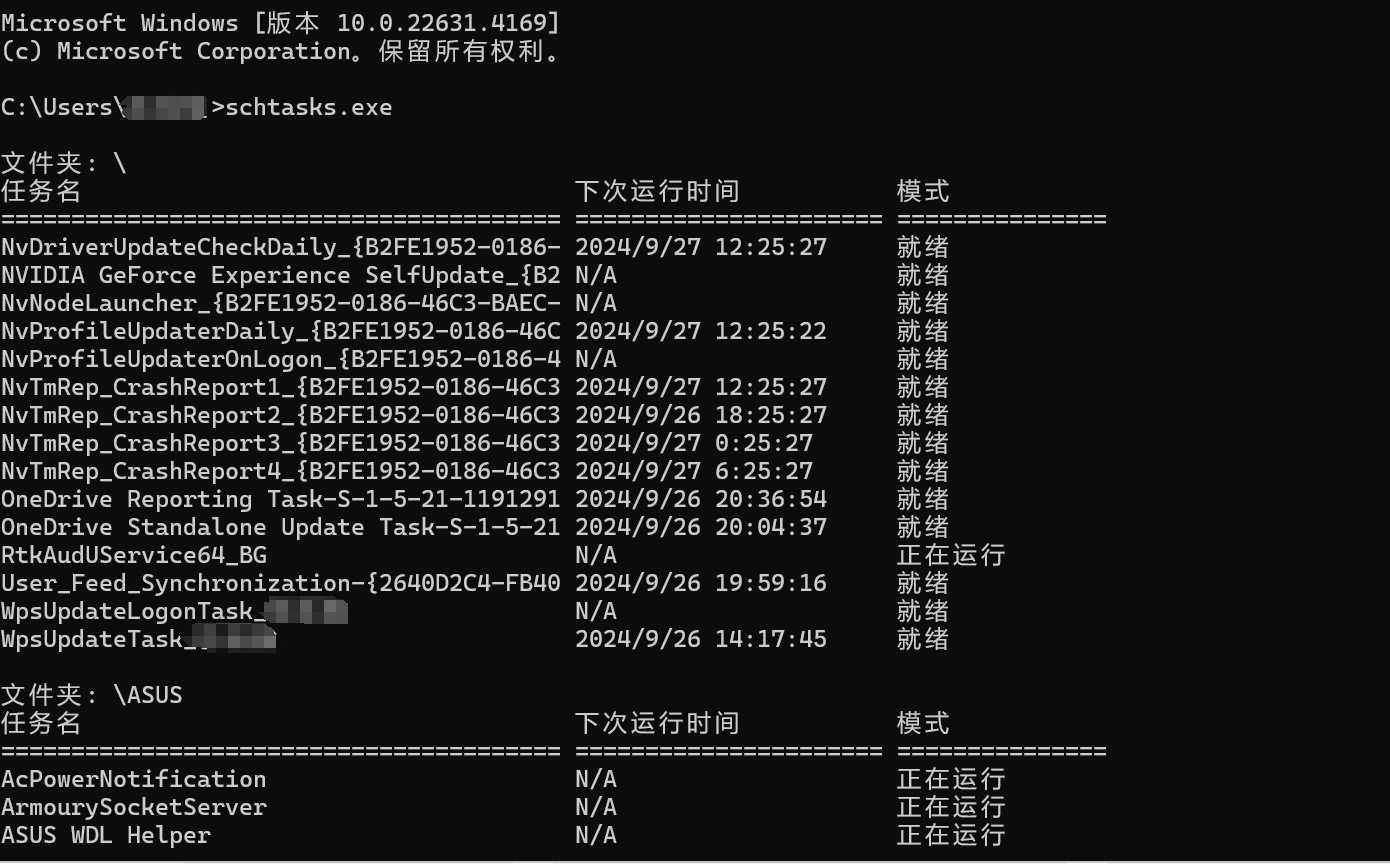 Microsoft Windows [版本 10.0.22631.4169]
(c) Microsoft Corporation。保留所有权利。
C:\Users\ >schtasks.exe
文件夹: \
任务名 下次运行时间 模式
======================================== ====================== ===============
NvDriverUpdateCheckDaily_{B2FE1952-0186- 2024/9/27 12:25:27 就绪
NVIDIA GeForce Experience SelfUpdate_{B2 N/A 就绪
NvNodeLauncher_{B2FE1952-0186-46C3-BAEC- N/A 就绪
NvProfileUpdaterDaily_{B2FE1952-0186-46C 2024/9/27 12:25:22 就绪
NvProfileUpdaterOnLogon_{B2FE1952-0186-4 N/A 就绪
NvTmRep_CrashReport1_{B2FE1952-0186-46C3 2024/9/27 12:25:27 就绪
NvTmRep_CrashReport2_{B2FE1952-0186-46C3 2024/9/26 18:25:27 就绪
NvTmRep_CrashReport3_{B2FE1952-0186-46C3 2024/9/27 0:25:27 就绪
NvTmRep_CrashReport4_{B2FE1952-0186-46C3 2024/9/27 6:25:27 就绪
OneDrive Reporting Task-S-1-5-21-1191291 2024/9/26 20:36:54 就绪
OneDrive Standalone Update Task-S-1-5-21 2024/9/26 20:04:37 就绪
RtkAudUService64_BG N/A 正在运行
User_Feed_Synchronization-{2640D2C4-FB40 2024/9/26 19:59:16 就绪
WpsUpdateLogonTask_ N/A 就绪
WpsUpdateTask_ 2024/9/26 14:17:45 就绪
文件夹: \ASUS
任务名 下次运行时间 模式
======================================== ====================== ===============
AcPowerNotification N/A 正在运行
ArmourySocketServer N/A 正在运行
ASUS WDL Helper N/A 正在运行